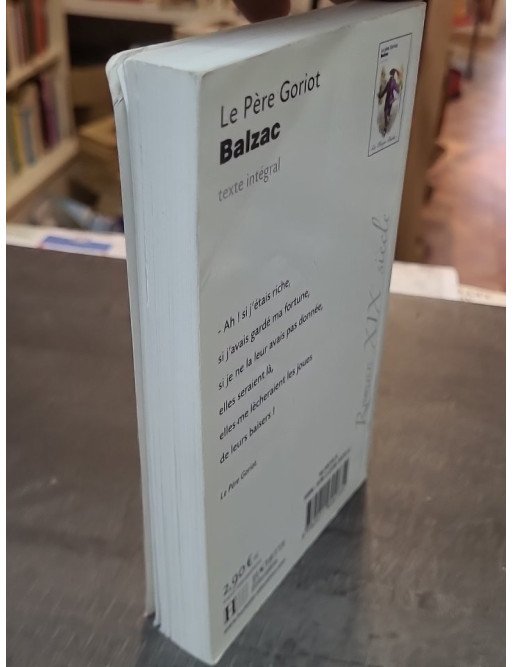 Le Père Goriot
Balzac
texte intégral
- Ah ! si j'étais riche,
si j'avais gardé ma fortune,
si je ne la leur avais pas donnée,
elles seraient là,
elles me lècheraient les joues
de leurs baisers !
Le Père Goriot.
Roman XIXe siècle
2,90 €
H